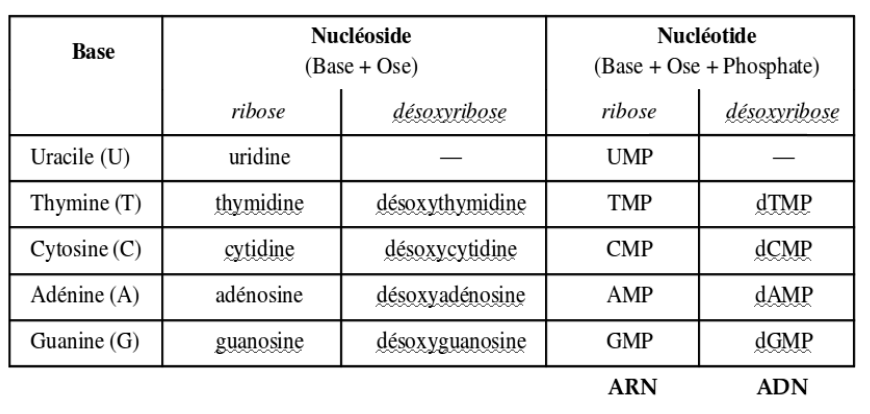 Base Nucléoside Nucléotide
(Base + Ose) (Base + Ose + Phosphate)
ribose désoxyribose ribose désoxyribose
Uracile (U) uridine — UMP —
Thymine (T) thymidine désoxythymidine TMP dTMP
Cytosine (C) cytidine désoxycytidine CMP dCMP
Adénine (A) adénosine désoxyadénosine AMP dAMP
Guanine (G) guanosine désoxyguanosine GMP dGMP
ARN ADN